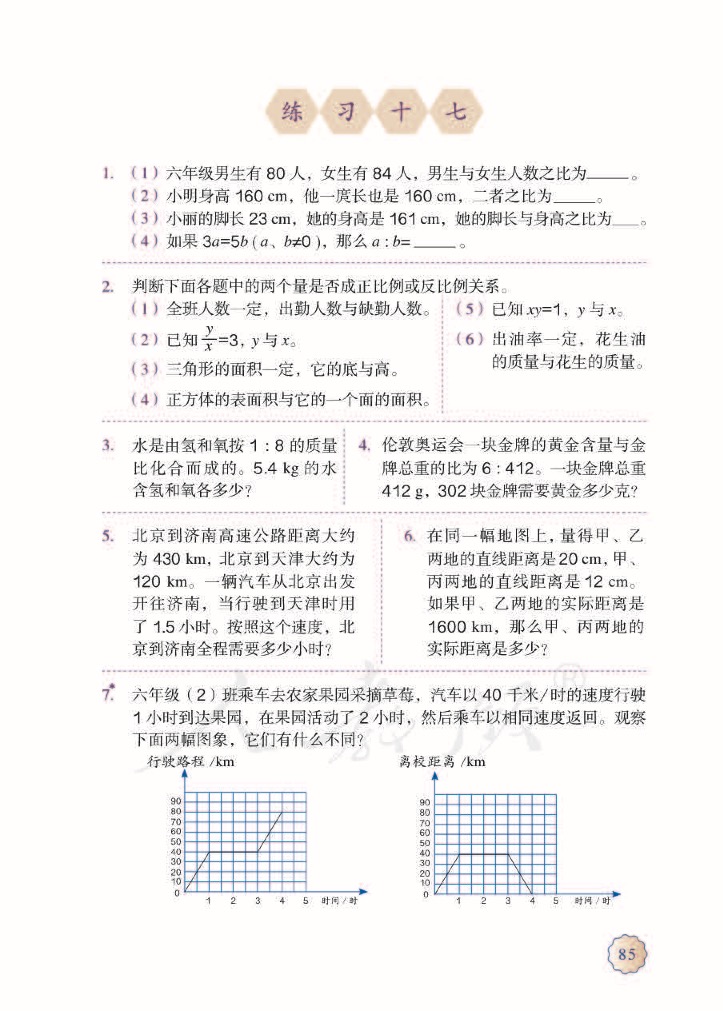 练习十七
1. (1) 六年级男生有 80 人，女生有 84 人，男生与女生人数之比为____。
(2) 小明身高 160 cm，他一庹长也是 160 cm，二者之比为____。
(3) 小丽的脚长 23 cm，她的身高是 161 cm，她的脚长与身高之比为___。
(4) 如果 3a=5b ( a、b≠0 )，那么 a : b= ____ 。
2. 判断下面各题中的两个量是否成正比例或反比例关系。
(1) 全班人数一定，出勤人数与缺勤人数。
(2) 已知 y/x =3，y 与 x。
(3) 三角形的面积一定，它的底与高。
(4) 正方体的表面积与它的一个面的面积。
(5) 已知 xy=1，y 与 x。
(6) 出油率一定，花生油
的质量与花生的质量。
3. 水是由氢和氧按 1 : 8 的质量
比化合而成的。5.4 kg 的水
含氢和氧各多少？
4. 伦敦奥运会一块金牌的黄金含量与金
牌总重的比为 6 : 412。一块金牌总重
412 g，302 块金牌需要黄金多少克？
5. 北京到济南高速公路距离大约
为 430 km，北京到天津大约为
120 km。一辆汽车从北京出发
开往济南，当行驶到天津时用
了 1.5 小时。按照这个速度，北
京到济南全程需要多少小时？
6. 在同一幅地图上，量得甲、乙
两地的直线距离是 20 cm，甲、
丙两地的直线距离是 12 cm。
如果甲、乙两地的实际距离是
1600 km，那么甲、丙两地的
实际距离是多少？
7. 六年级（2）班乘车去农家果园采摘草莓，汽车以 40 千米/时的速度行驶
1 小时到达果园，在果园活动了 2 小时，然后乘车以相同速度返回。观察
下面两幅图象，它们有什么不同？
行驶路程 /km
90
80
70
60
50
40
30
20
10
0
1 2 3 4 5 时间 / 时
离校距离 /km
90
80
70
60
50
40
30
20
10
0
1 2 3 4 5 时间 / 时
85